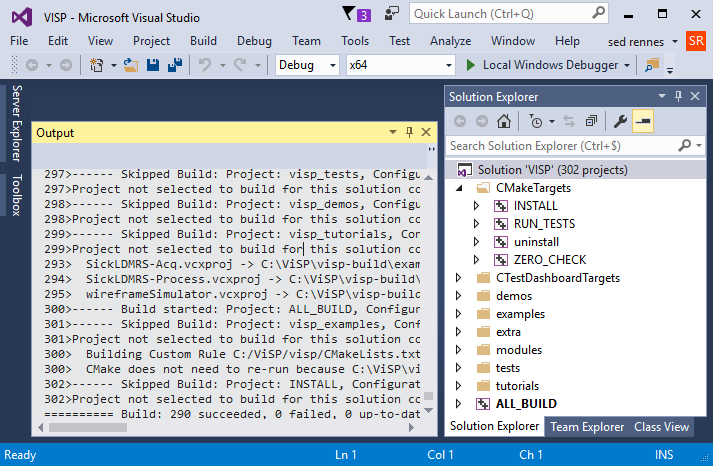 VISP - Microsoft Visual Studio
3
Quick Launch (Ctrl+Q)
File Edit View Project Build Debug Team Tools Test Analyze Window Help sed rennes SR
Debug x64 Local Windows Debugger
Server Explorer
Toolbox
Output
297>------ Skipped Build: Project: visp_tests, Configu
297>Project not selected to build for this solution co
298>------ Skipped Build: Project: visp_demos, Configu
298>Project not selected to build for this solution co
299>------ Skipped Build: Project: visp_tutorials, Con
299>Project not selected to build for this solution co
293>  SickLDMRS-Acq.vcxproj -> C:\ViSP\visp-build\exam
294>  SickLDMRS-Process.vcxproj -> C:\ViSP\visp-build\
295>  wireframeSimulator.vcxproj -> C:\ViSP\visp-build
300>------ Build started: Project: ALL_BUILD, Configur
301>------ Skipped Build: Project: visp_examples, Conf
301>Project not selected to build for this solution co
300>  Building Custom Rule C:/ViSP/visp/CMakeLists.txt
300>  CMake does not need to re-run because C:\ViSP\vi
302>------ Skipped Build: Project: INSTALL, Configurat
302>Project not selected to build for this solution co
========== Build: 290 succeeded, 0 failed, 0 up-to-dat
Solution Explorer
Search Solution Explorer (Ctrl+$)
Solution 'VISP' (302 projects)
CMakeTargets
INSTALL
RUN_TESTS
uninstall
ZERO_CHECK
CTestDashboardTargets
demos
examples
extra
modules
tests
tutorials
ALL_BUILD
Solution Explorer Team Explorer Class View
Ready Ln 1 Col 1 Ch 1 INS